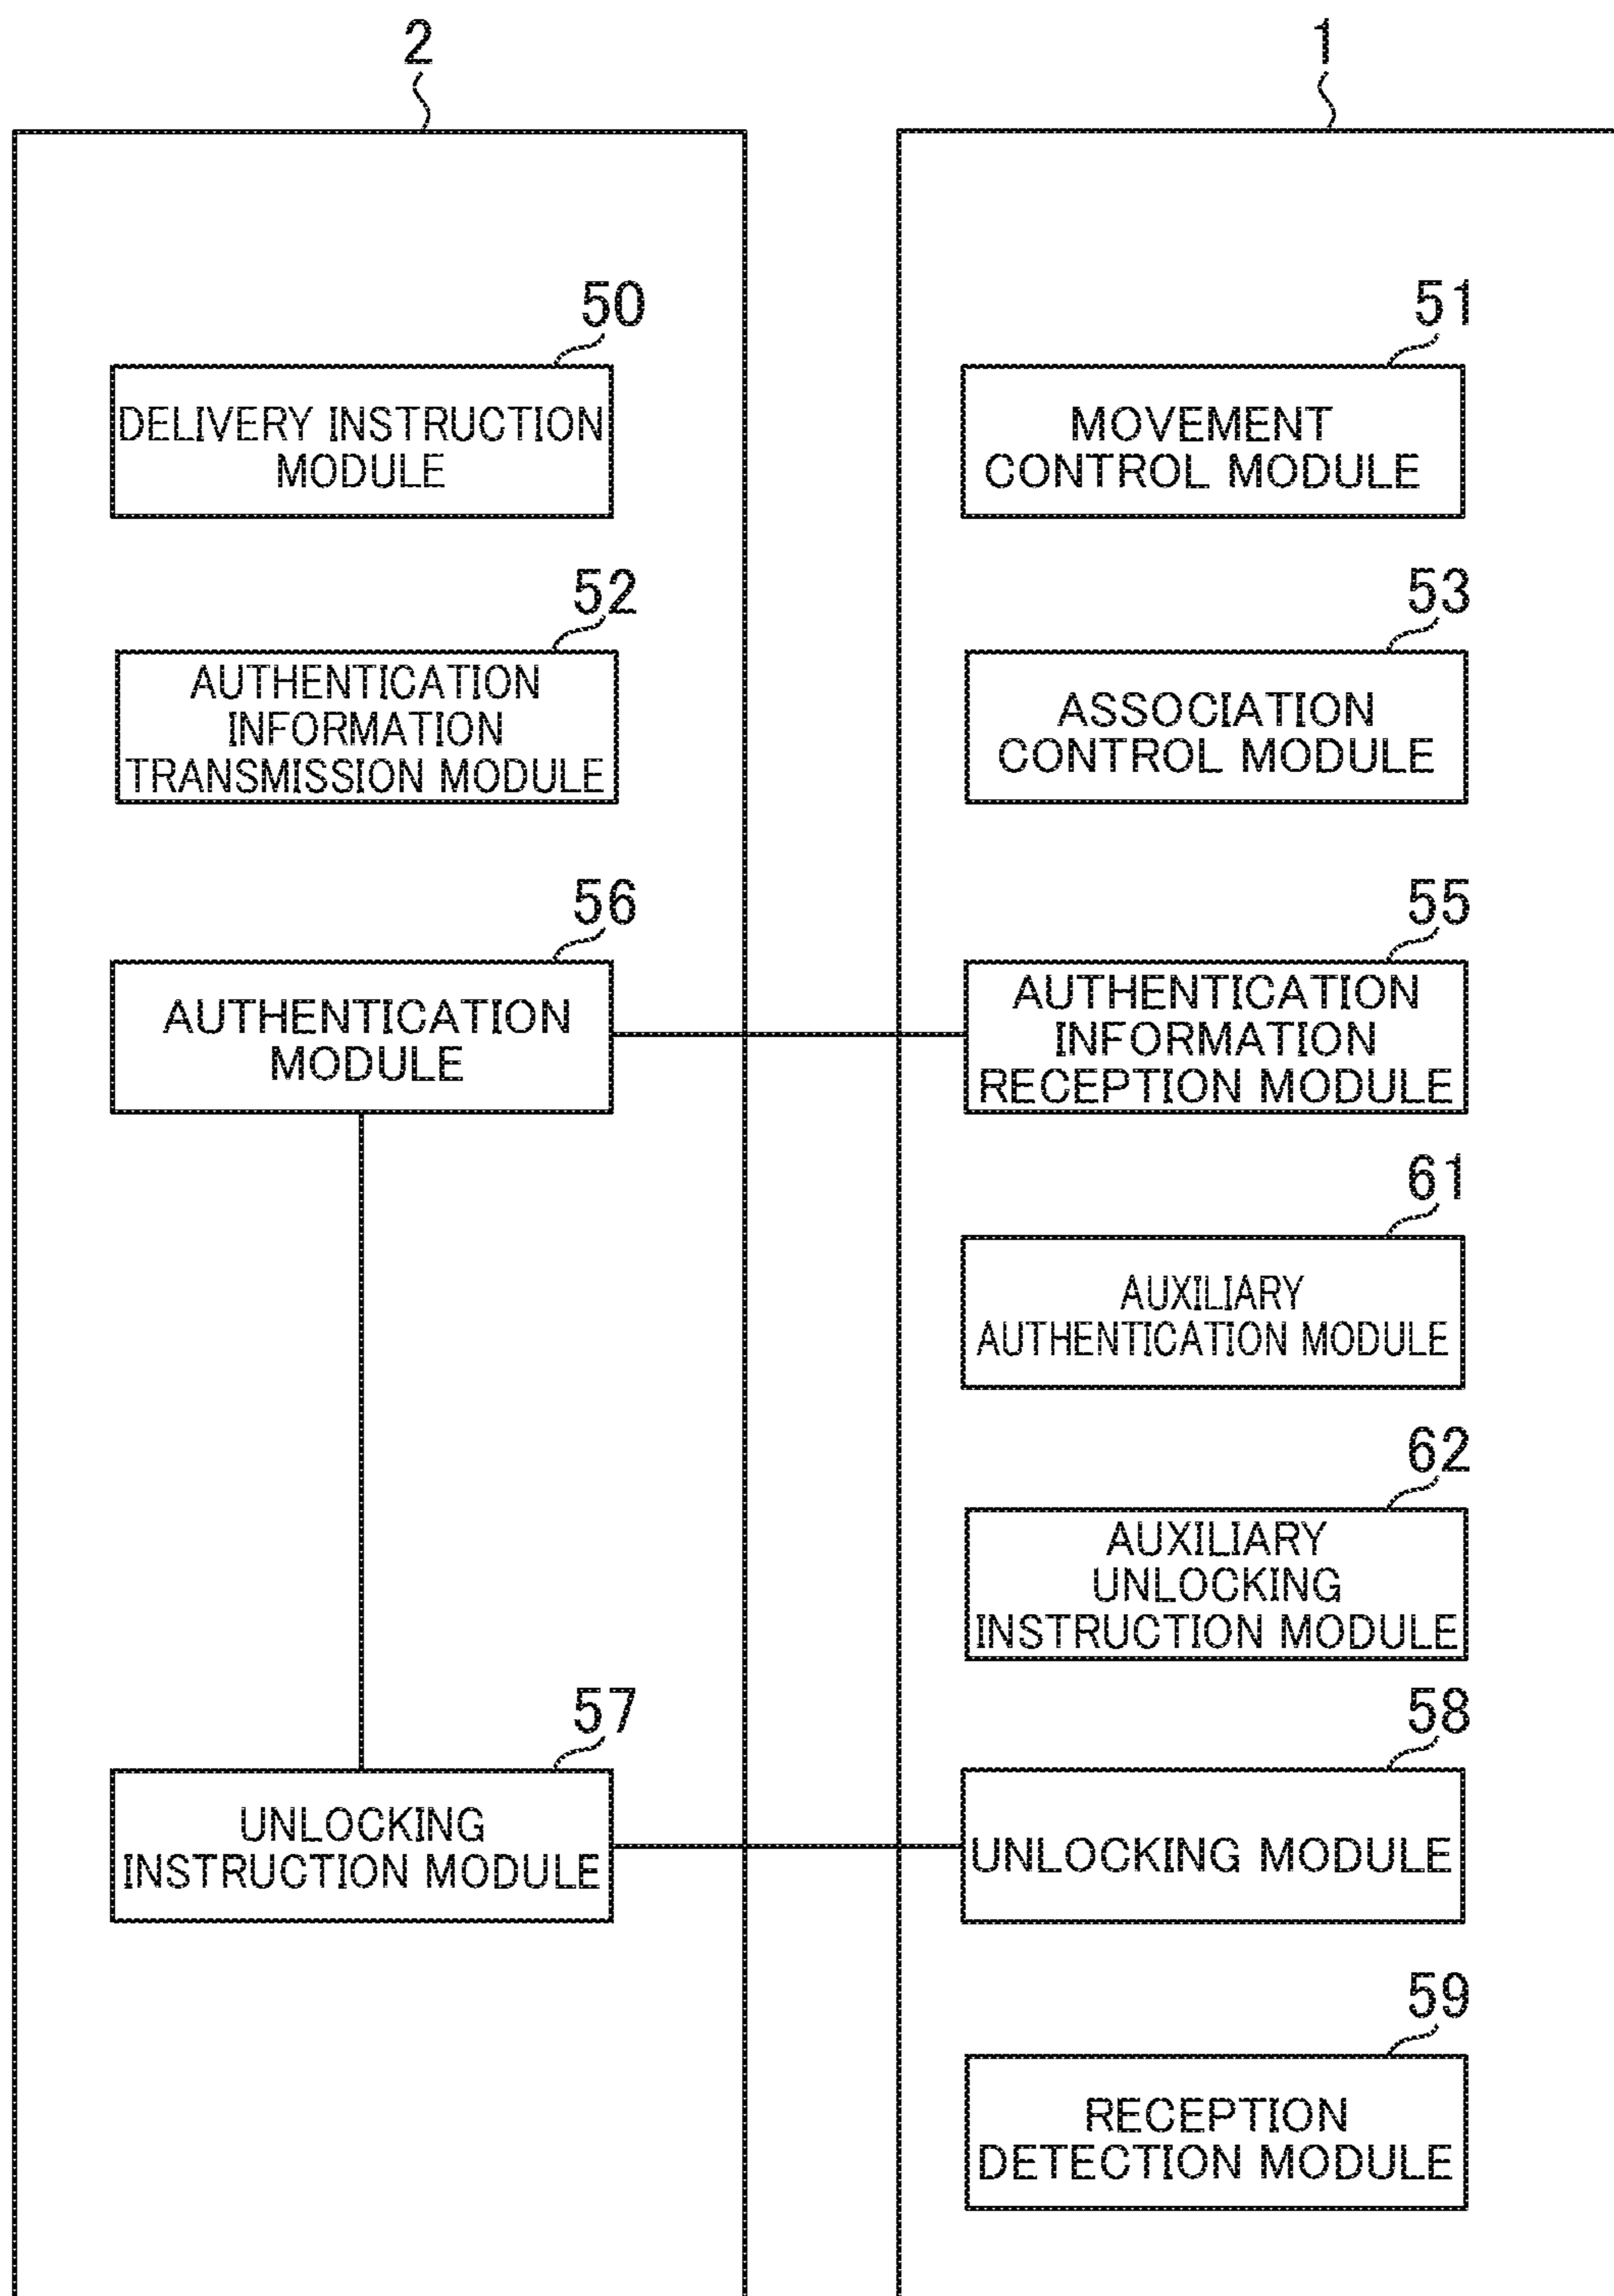 2
1
50
DELIVERY INSTRUCTION
MODULE
51
MOVEMENT
CONTROL MODULE
52
AUTHENTICATION
INFORMATION
TRANSMISSION MODULE
53
ASSOCIATION
CONTROL MODULE
56
AUTHENTICATION
MODULE
55
AUTHENTICATION
INFORMATION
RECEPTION MODULE
61
AUXILIARY
AUTHENTICATION MODULE
62
AUXILIARY
UNLOCKING
INSTRUCTION MODULE
57
UNLOCKING
INSTRUCTION MODULE
58
UNLOCKING MODULE
59
RECEPTION
DETECTION MODULE